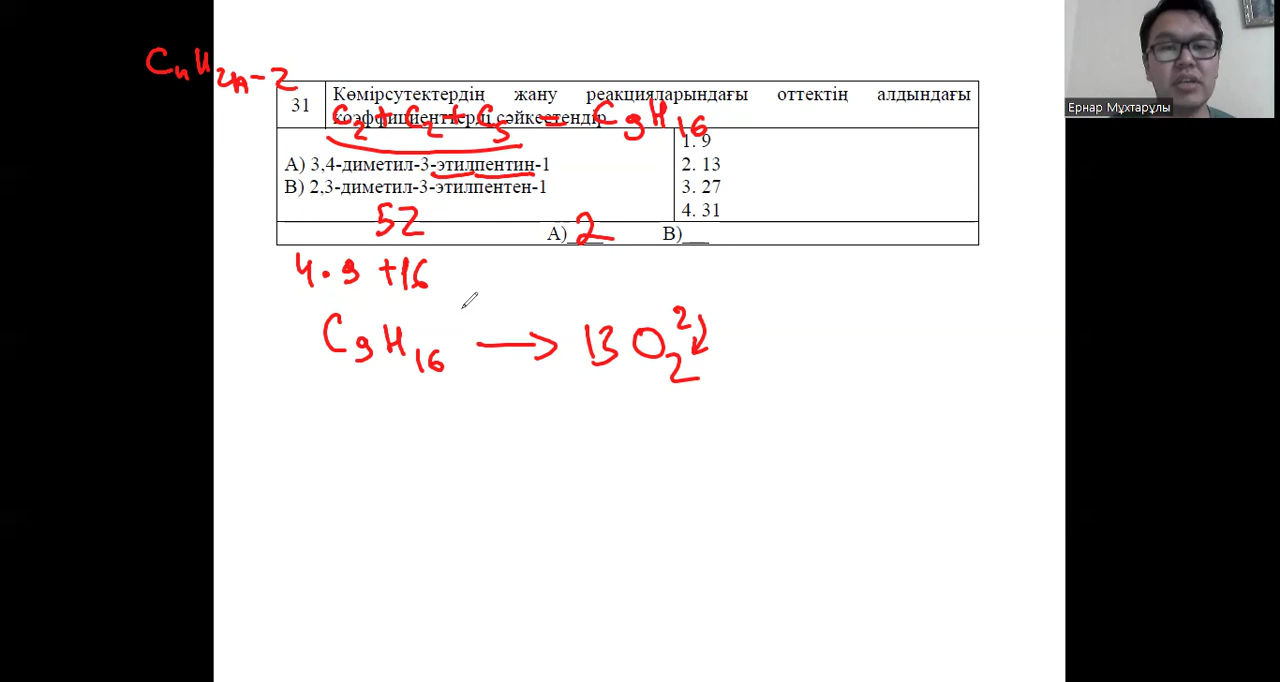 CnH2n-2
31
Көмірсутектердің жану реакцияларындағы оттектің алдындағы
коэффициенттерді сәйкестендір
C2 + C2 + C5 = C9H16
A) 3,4-диметил-3-этилпентин-1
B) 2,3-диметил-3-этилпентен-1
1. 9
2. 13
3. 27
4. 31
52
A) 2 B)___
4·9 +16
C9H16 → 13 O2 2
Ернар Мұхтарұлы